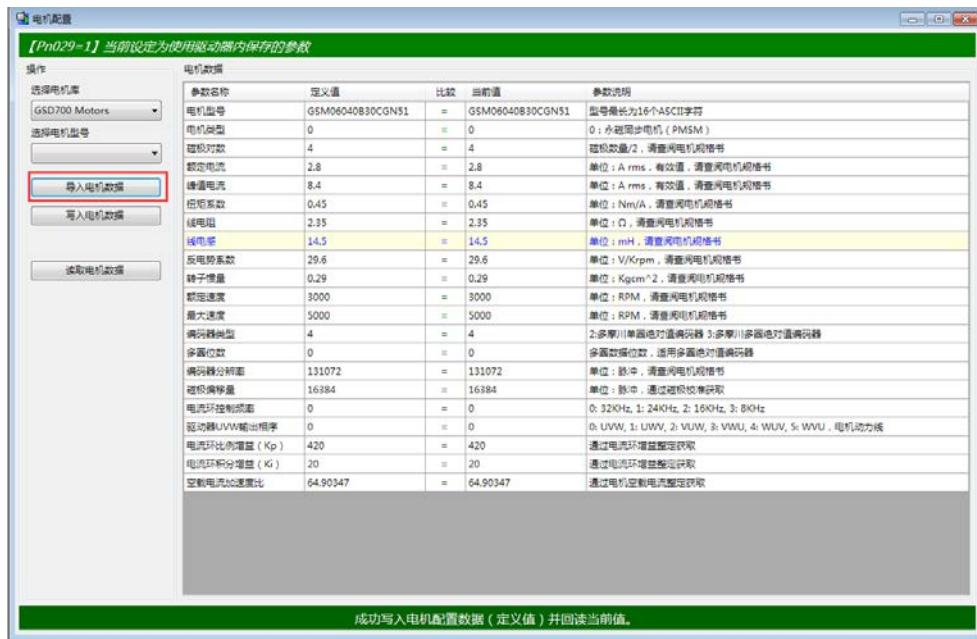 电机配置
【Pn029=1】当前设定为使用驱动器内保存的参数
操作
选择电机库
GSD700 Motors
选择电机型号
导入电机数据
写入电机数据
读取电机数据
电机数据
参数名称 定义值 比较 当前值 参数说明
电机型号 GSM06040B30CGN51 = GSM06040B30CGN51 型号最长为16个ASCII字符
电机类型 0 = 0 0：永磁同步电机（PMSM）
磁极对数 4 = 4 磁极数量/2，请查阅电机规格书
额定电流 2.8 = 2.8 单位：A rms，有效值，请查阅电机规格书
峰值电流 8.4 = 8.4 单位：A rms，有效值，请查阅电机规格书
扭矩系数 0.45 = 0.45 单位：Nm/A，请查阅电机规格书
线电阻 2.35 = 2.35 单位：Ω，请查阅电机规格书
线电感 14.5 = 14.5 单位：mH，请查阅电机规格书
反电势系数 29.6 = 29.6 单位：V/Krpm，请查阅电机规格书
转子惯量 0.29 = 0.29 单位：Kgcm^2，请查阅电机规格书
额定速度 3000 = 3000 单位：RPM，请查阅电机规格书
最大速度 5000 = 5000 单位：RPM，请查阅电机规格书
编码器类型 4 = 4 2:多摩川单圈绝对值编码器 3:多摩川多圈绝对值编码器
多圈位数 0 = 0 多圈数据位数，适用多圈绝对值编码器
编码器分辨率 131072 = 131072 单位：脉冲，请查阅电机规格书
磁极偏移量 16384 = 16384 单位：脉冲，通过磁极校准获取
电流环控制频率 0 = 0 0: 32KHz, 1: 24KHz, 2: 16KHz, 3: 8KHz
驱动器UVW输出相序 0 = 0 0: UVW, 1: UWV, 2: VUW, 3: VWU, 4: WUV, 5: WVU，电机动力线
电流环比例增益（Kp） 420 = 420 通过电流环增益整定获取
电流环积分增益（Ki） 20 = 20 通过电流环增益整定获取
空载电流加速度比 64.90347 = 64.90347 通过电机空载电流整定获取
成功写入电机配置数据（定义值）并回读当前值。